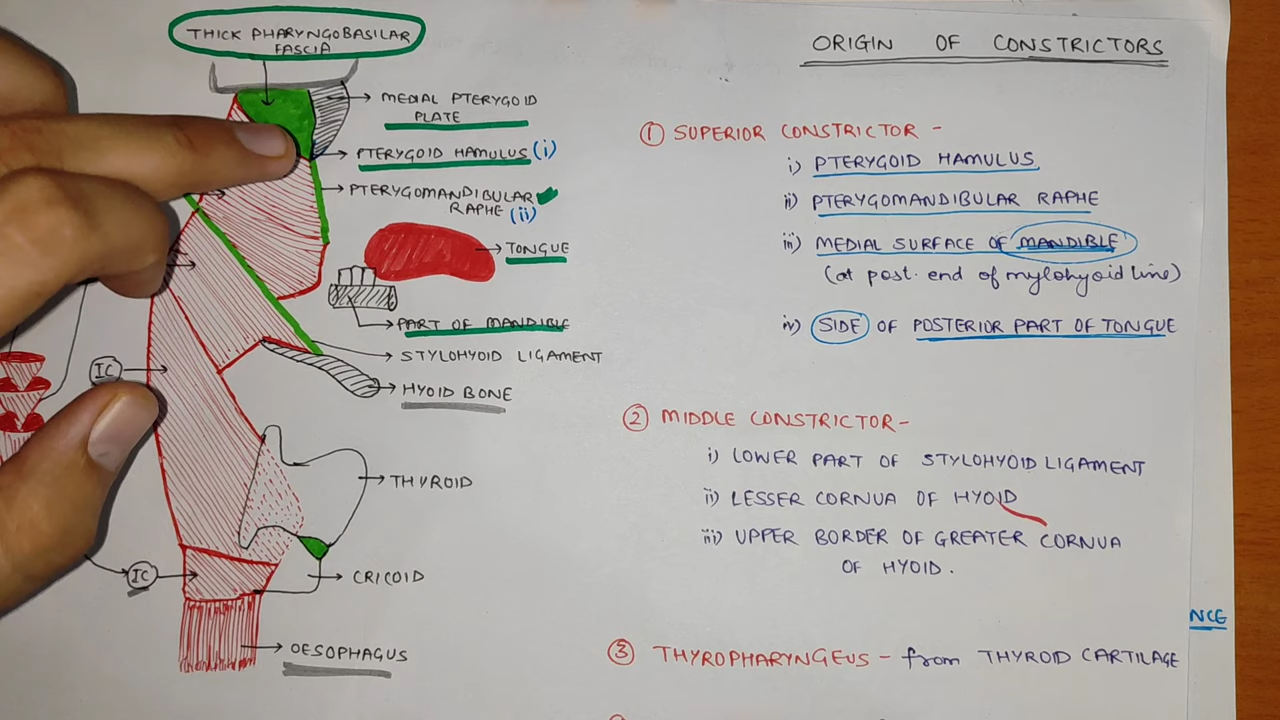 THICK PHARYNGOBASILAR
FASCIA
MEDIAL PTERYGOID
PLATE
PTERYGOID HAMULUS (i)
PTERYGOMANDIBULAR
RAPHE (ii)
TONGUE
PART OF MANDIBLE
STYLOHYOID LIGAMENT
IC
HYOID BONE
THYROID
IC
CRICOID
OESOPHAGUS
ORIGIN OF CONSTRICTORS
① SUPERIOR CONSTRICTOR -
i) PTERYGOID HAMULUS
ii) PTERYGOMANDIBULAR RAPHE
iii) MEDIAL SURFACE OF MANDIBLE
(at post. end of mylohyoid line)
iv) SIDE OF POSTERIOR PART OF TONGUE
② MIDDLE CONSTRICTOR -
i) LOWER PART OF STYLOHYOID LIGAMENT
ii) LESSER CORNUA OF HYOID
iii) UPPER BORDER OF GREATER CORNUA
OF HYOID.
NCE
③ THYROPHARYNGEUS - from THYROID CARTILAGE